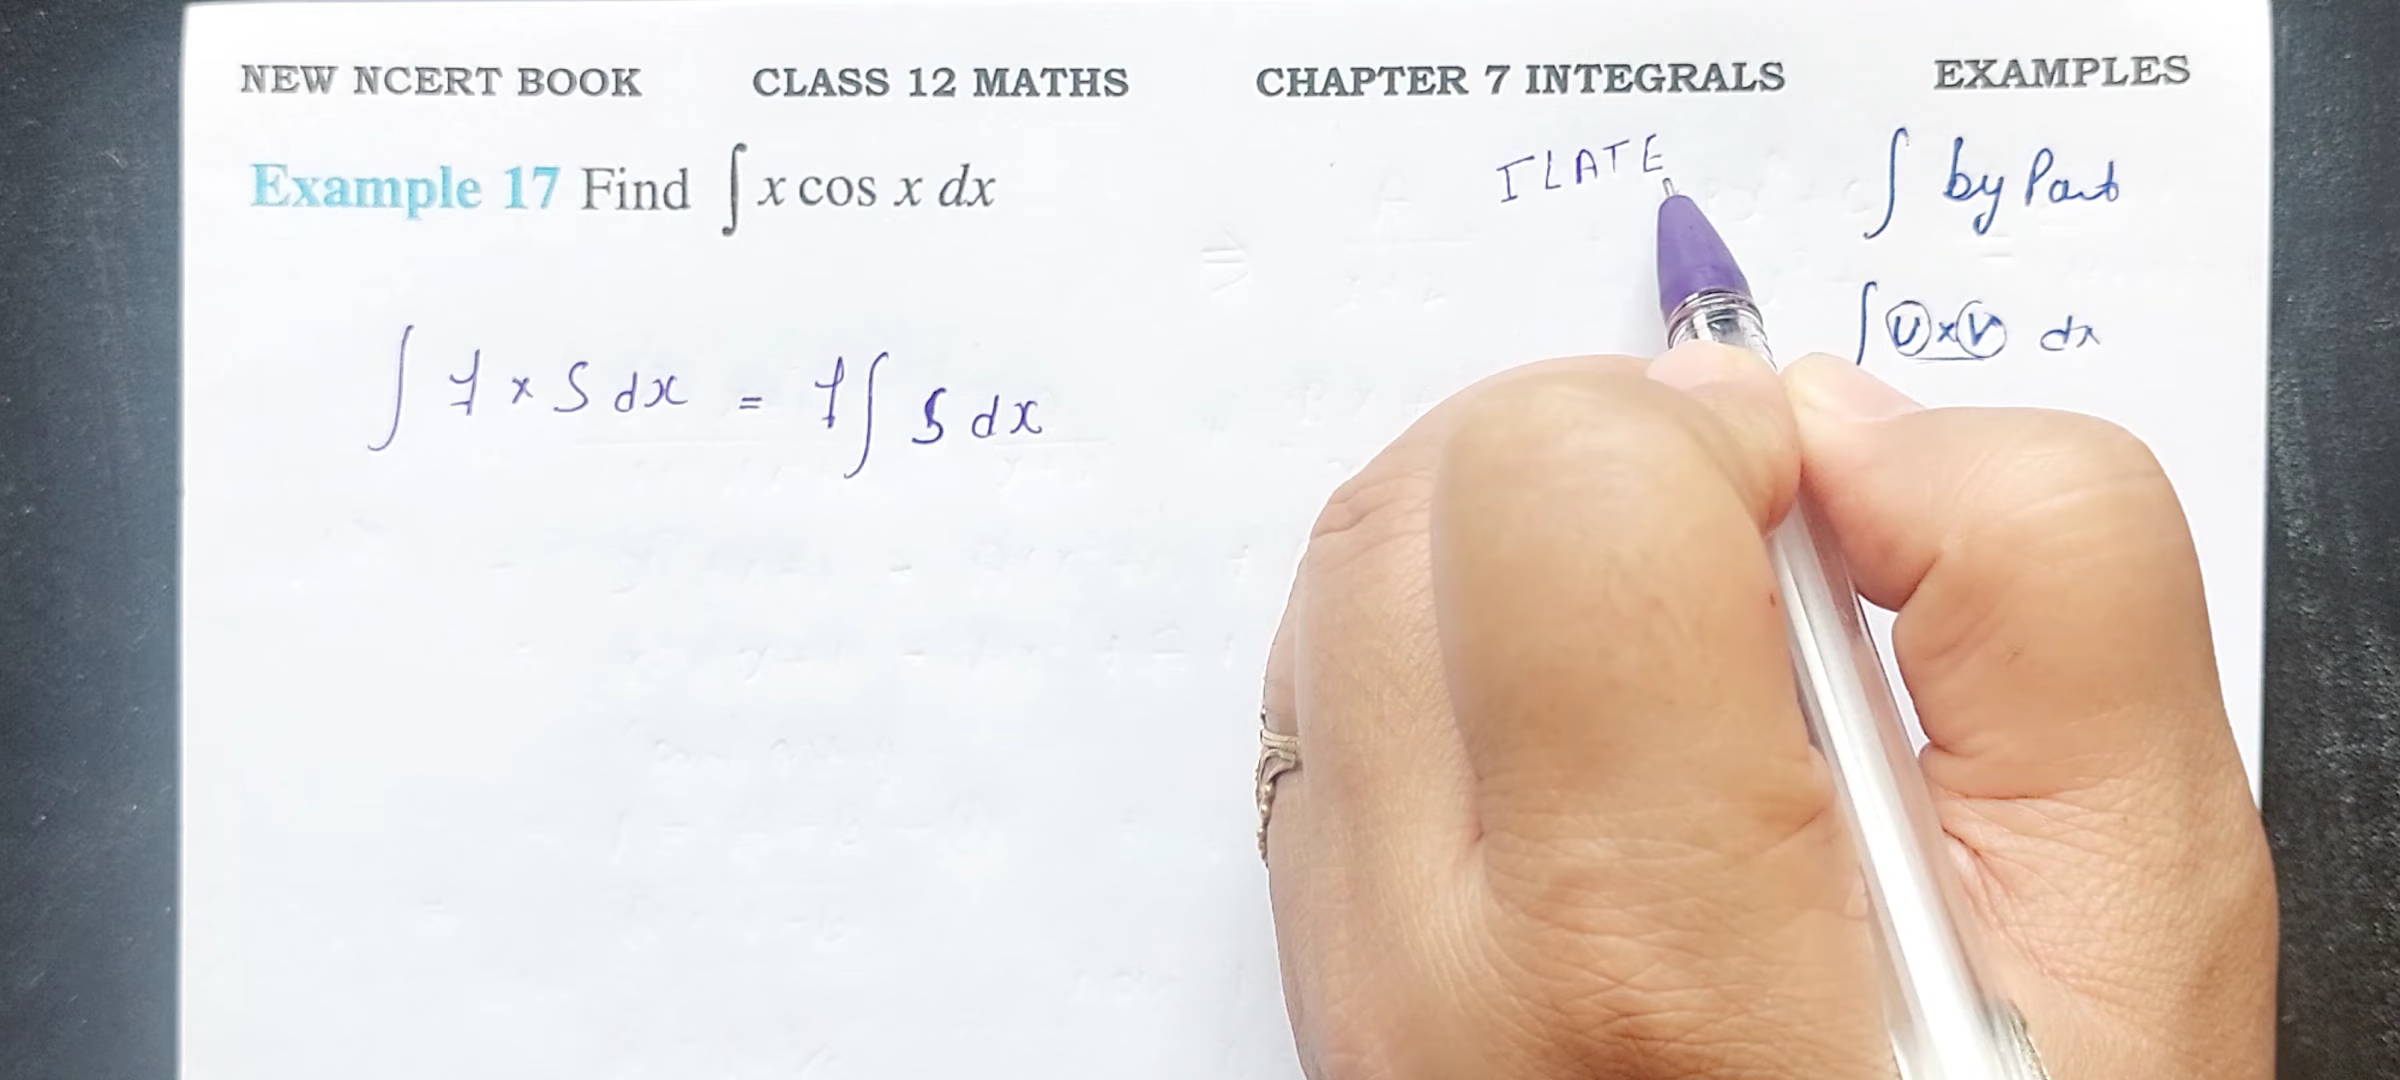 NEW NCERT BOOK CLASS 12 MATHS CHAPTER 7 INTEGRALS EXAMPLES
Example 17 Find ∫ x cos x dx
ILATE
∫ by Part
∫ U×V dx
∫ f × S dx = f ∫ S dx